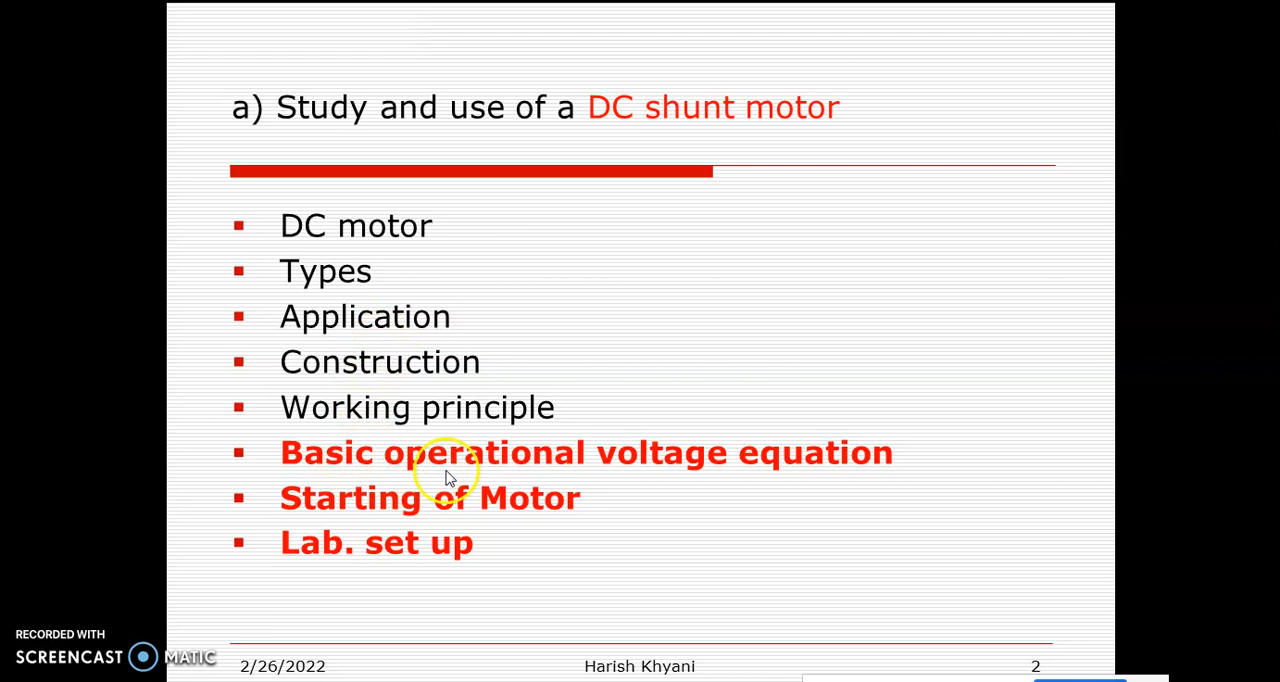 a) Study and use of a DC shunt motor
DC motor
Types
Application
Construction
Working principle
Basic operational voltage equation
Starting of Motor
Lab. set up
RECORDED WITH
SCREENCAST MATIC
2/26/2022
Harish Khyani
2